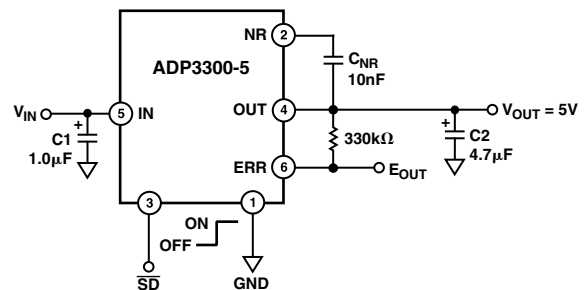 NR
2
C_NR
10nF
ADP3300-5
V_IN
5
IN
OUT
4
V_OUT = 5V
+
C1
1.0μF
330kΩ
+
C2
4.7μF
ERR
6
E_OUT
3
1
ON
OFF
S̅D̅
GND